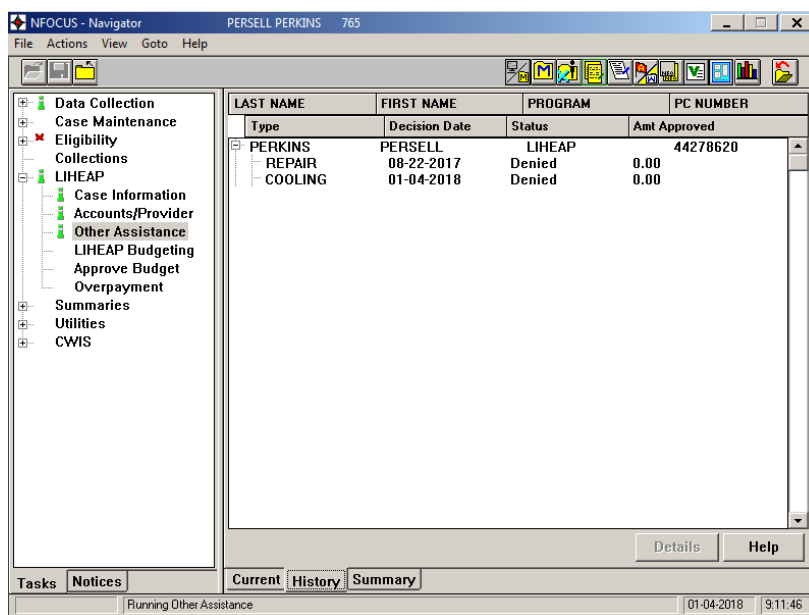 NFOCUS - Navigator PERSELL PERKINS 765
File Actions View Goto Help
Data Collection
Case Maintenance
Eligibility
Collections
LIHEAP
Case Information
Accounts/Provider
Other Assistance
LIHEAP Budgeting
Approve Budget
Overpayment
Summaries
Utilities
CWIS
LAST NAME FIRST NAME PROGRAM PC NUMBER
Type Decision Date Status Amt Approved
PERKINS PERSELL LIHEAP 44278620
REPAIR 08-22-2017 Denied 0.00
COOLING 01-04-2018 Denied 0.00
Details Help
Tasks Notices
Current History Summary
Running Other Assistance 01-04-2018 9:11:46